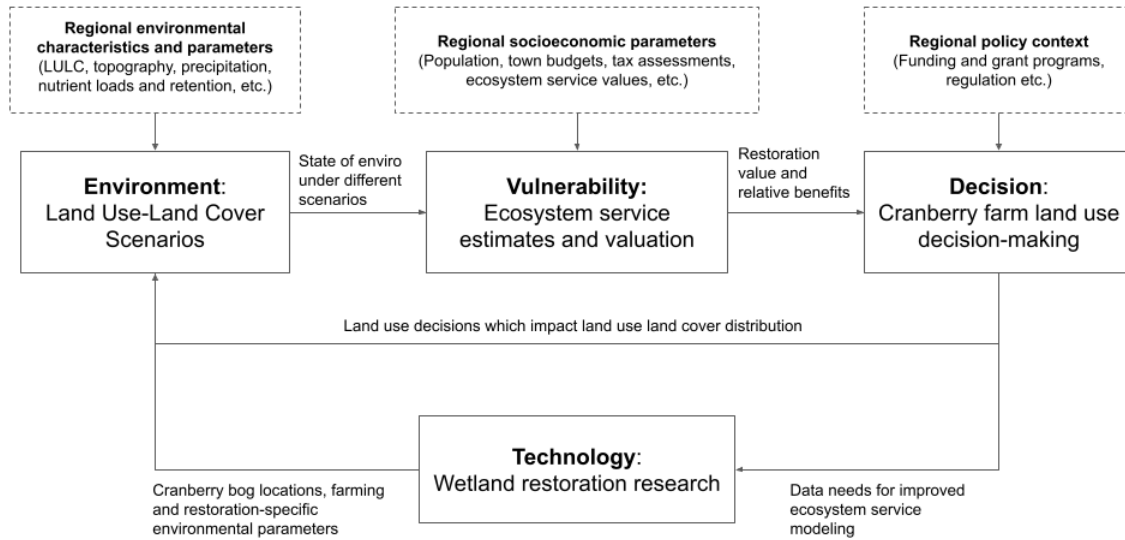 Regional environmental
characteristics and parameters
(LULC, topography, precipitation,
nutrient loads and retention, etc.)
Regional socioeconomic parameters
(Population, town budgets, tax assessments,
ecosystem service values, etc.)
Regional policy context
(Funding and grant programs,
regulation etc.)
Environment:
Land Use-Land Cover
Scenarios
State of enviro
under different
scenarios
Vulnerability:
Ecosystem service
estimates and valuation
Restoration
value and
relative benefits
Decision:
Cranberry farm land use
decision-making
Land use decisions which impact land use land cover distribution
Technology:
Wetland restoration research
Cranberry bog locations, farming
and restoration-specific
environmental parameters
Data needs for improved
ecosystem service
modeling